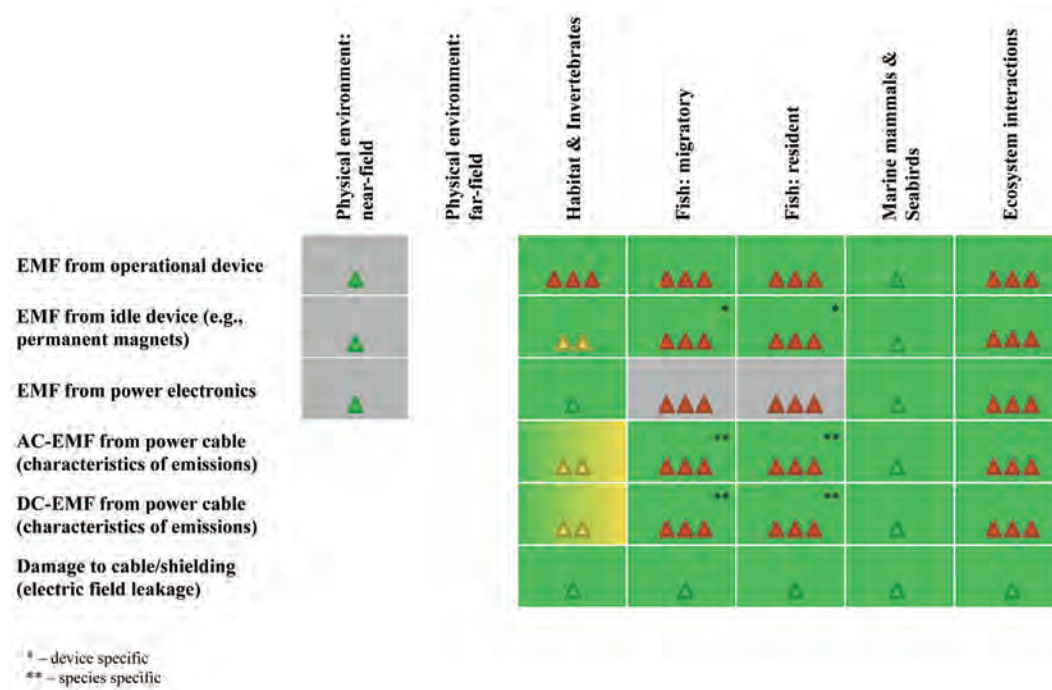 Physical environment:
near-field
Physical environment:
far-field
Habitat & Invertebrates
Fish: migratory
Fish: resident
Marine mammals &
Seabirds
Ecosystem interactions
EMF from operational device
EMF from idle device (e.g.,
permanent magnets)
*
*
EMF from power electronics
AC-EMF from power cable
(characteristics of emissions)
**
**
DC-EMF from power cable
(characteristics of emissions)
**
**
Damage to cable/shielding
(electric field leakage)
* – device specific
** – species specific